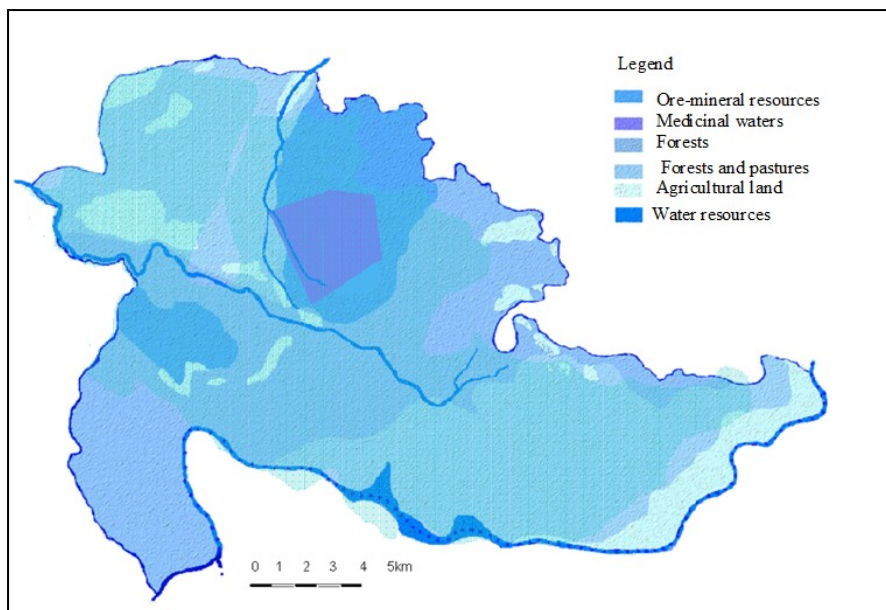 Legend
Ore-mineral resources
Medicinal waters
Forests
Forests and pastures
Agricultural land
Water resources
0 1 2 3 4 5km